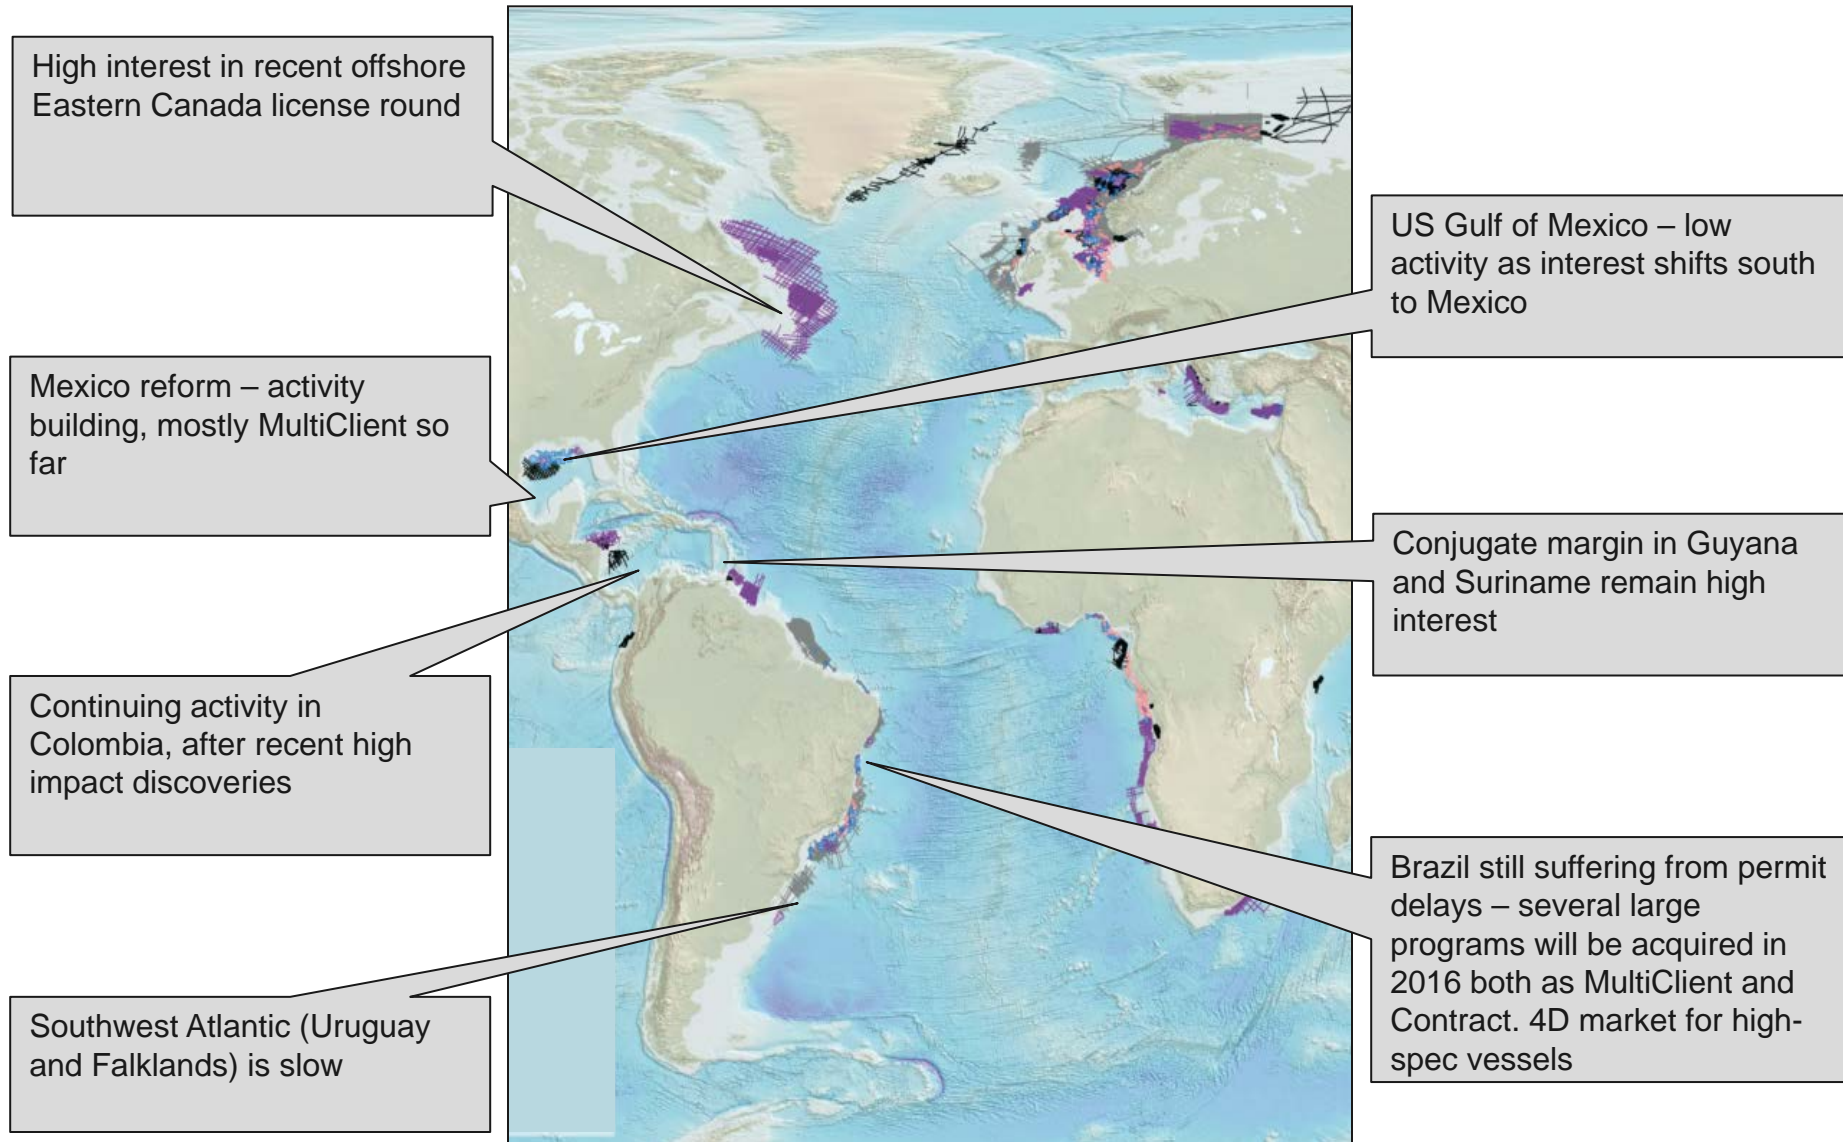 High interest in recent offshore
Eastern Canada license round
Mexico reform – activity
building, mostly MultiClient so
far
Continuing activity in
Colombia, after recent high
impact discoveries
Southwest Atlantic (Uruguay
and Falklands) is slow
US Gulf of Mexico – low
activity as interest shifts south
to Mexico
Conjugate margin in Guyana
and Suriname remain high
interest
Brazil still suffering from permit
delays – several large
programs will be acquired in
2016 both as MultiClient and
Contract. 4D market for high-
spec vessels